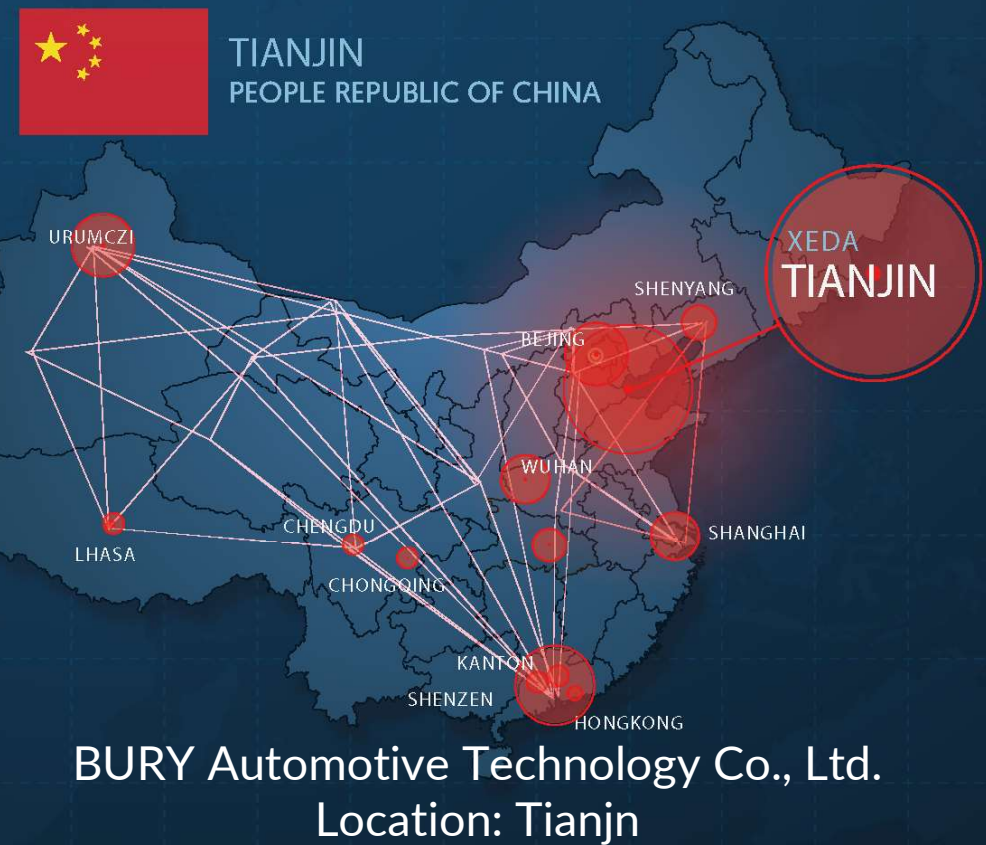 TIANJIN
PEOPLE REPUBLIC OF CHINA
URUMCZI
XEDA
TIANJIN
SHENYANG
BEJING
WUHAN
CHENGDU
SHANGHAI
LHASA
CHONGQING
KANTON
SHENZEN
HONGKONG
BURY Automotive Technology Co., Ltd.
Location: Tianjn